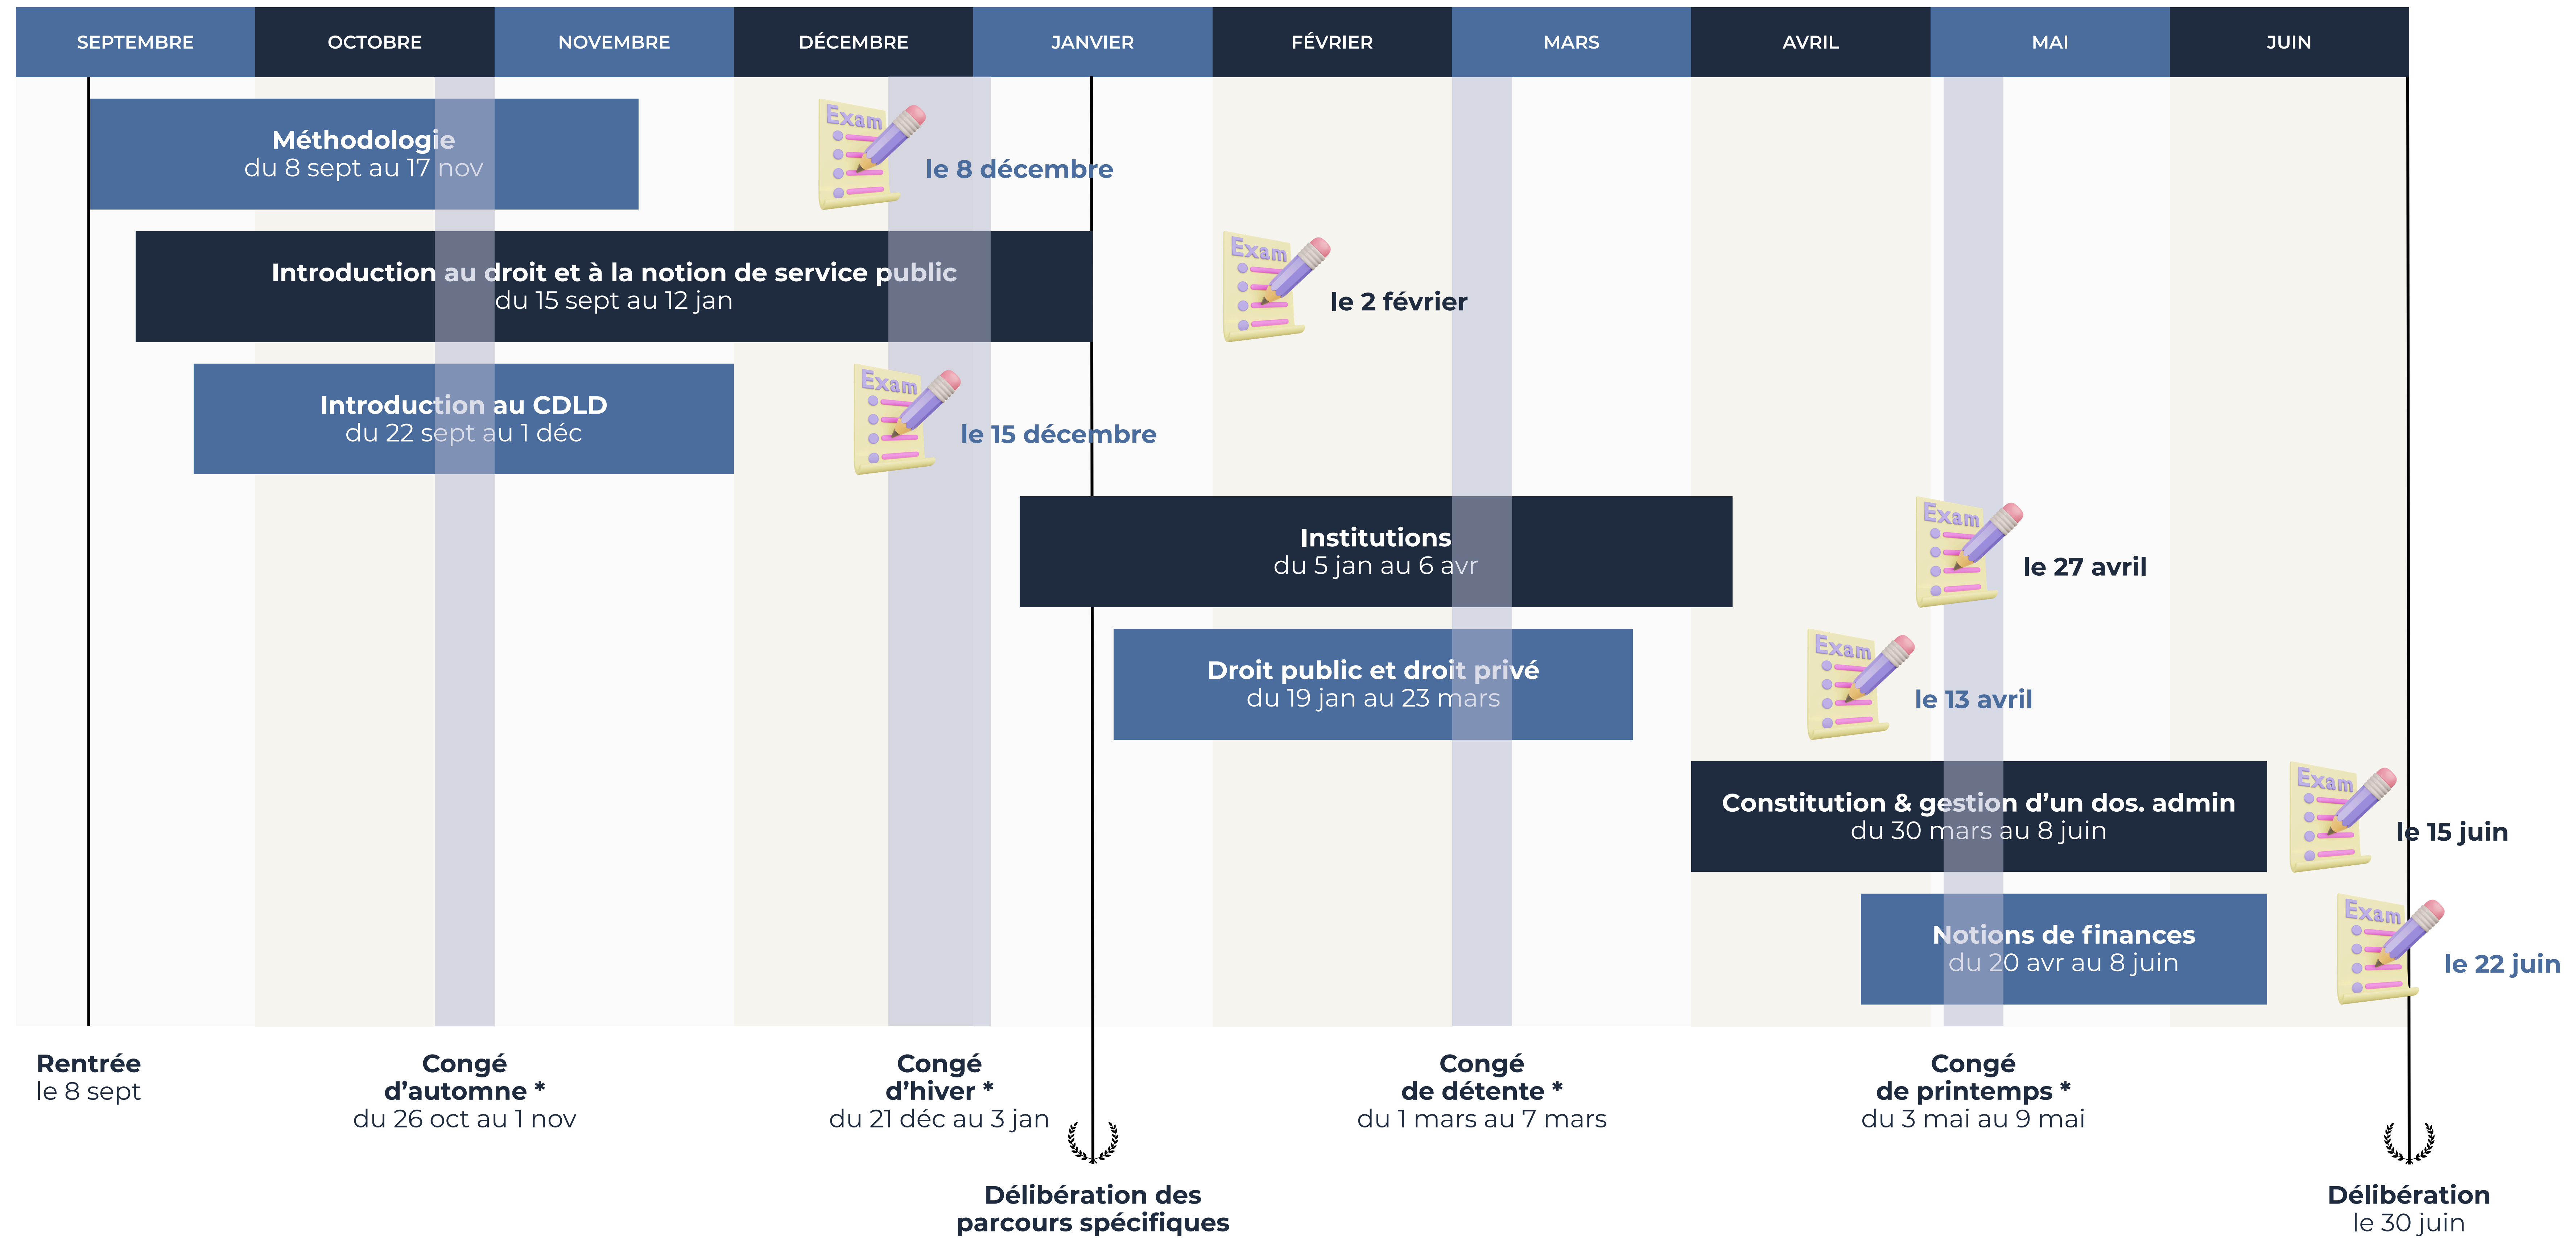 SEPTEMBRE OCTOBRE NOVEMBRE DÉCEMBRE JANVIER FÉVRIER MARS AVRIL MAI JUIN
Méthodologie
du 8 sept au 17 nov
Exam
le 8 décembre
Introduction au droit et à la notion de service public
du 15 sept au 12 jan
Exam
le 2 février
Introduction au CDLD
du 22 sept au 1 déc
Exam
le 15 décembre
Institutions
du 5 jan au 6 avr
Exam
le 27 avril
Droit public et droit privé
du 19 jan au 23 mars
Exam
le 13 avril
Constitution & gestion d’un dos. admin
du 30 mars au 8 juin
Exam
le 15 juin
Notions de finances
du 20 avr au 8 juin
Exam
le 22 juin
Rentrée
le 8 sept
Congé
d’automne *
du 26 oct au 1 nov
Congé
d’hiver *
du 21 déc au 3 jan
Congé
de détente *
du 1 mars au 7 mars
Congé
de printemps *
du 3 mai au 9 mai
Délibération des
parcours spécifiques
Délibération
le 30 juin